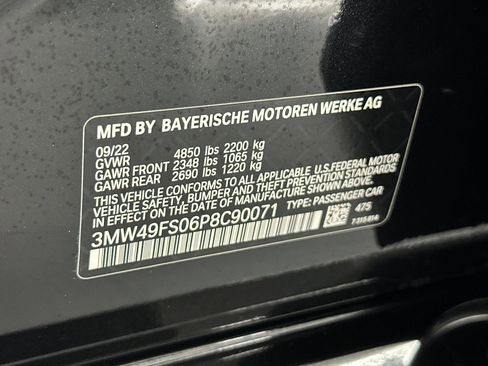 MFD BY BAYERISCHE MOTOREN WERKE AG
09/22
GVWR 4850 lbs 2200 kg
GAWR FRONT 2348 lbs 1065 kg
GAWR REAR 2690 lbs 1220 kg
THIS VEHICLE CONFORMS TO ALL APPLICABLE U.S. FEDERAL MOTOR
VEHICLE SAFETY, BUMPER, AND THEFT PREVENTION STANDARDS
IN EFFECT ON THE DATE OF MANUFACTURE SHOWN ABOVE.
3MW49FS06P8C90071 TYPE: PASSENGER CAR
475